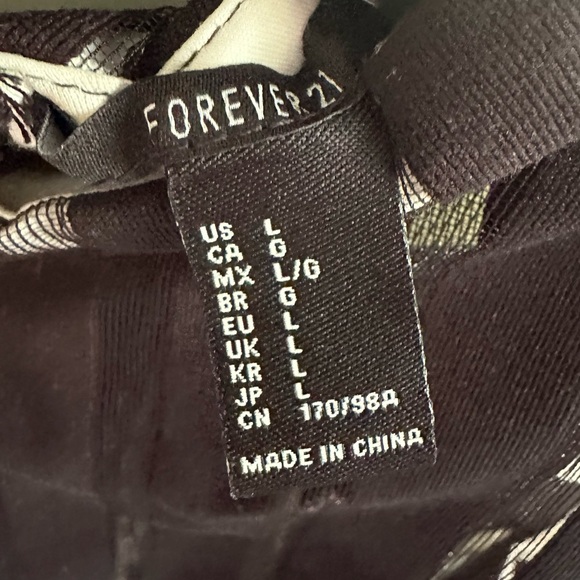 FOREVER 21
US L
CA G
MX L/G
BR G
EU L
UK L
KR L
JP L
CN 170/98A
MADE IN CHINA